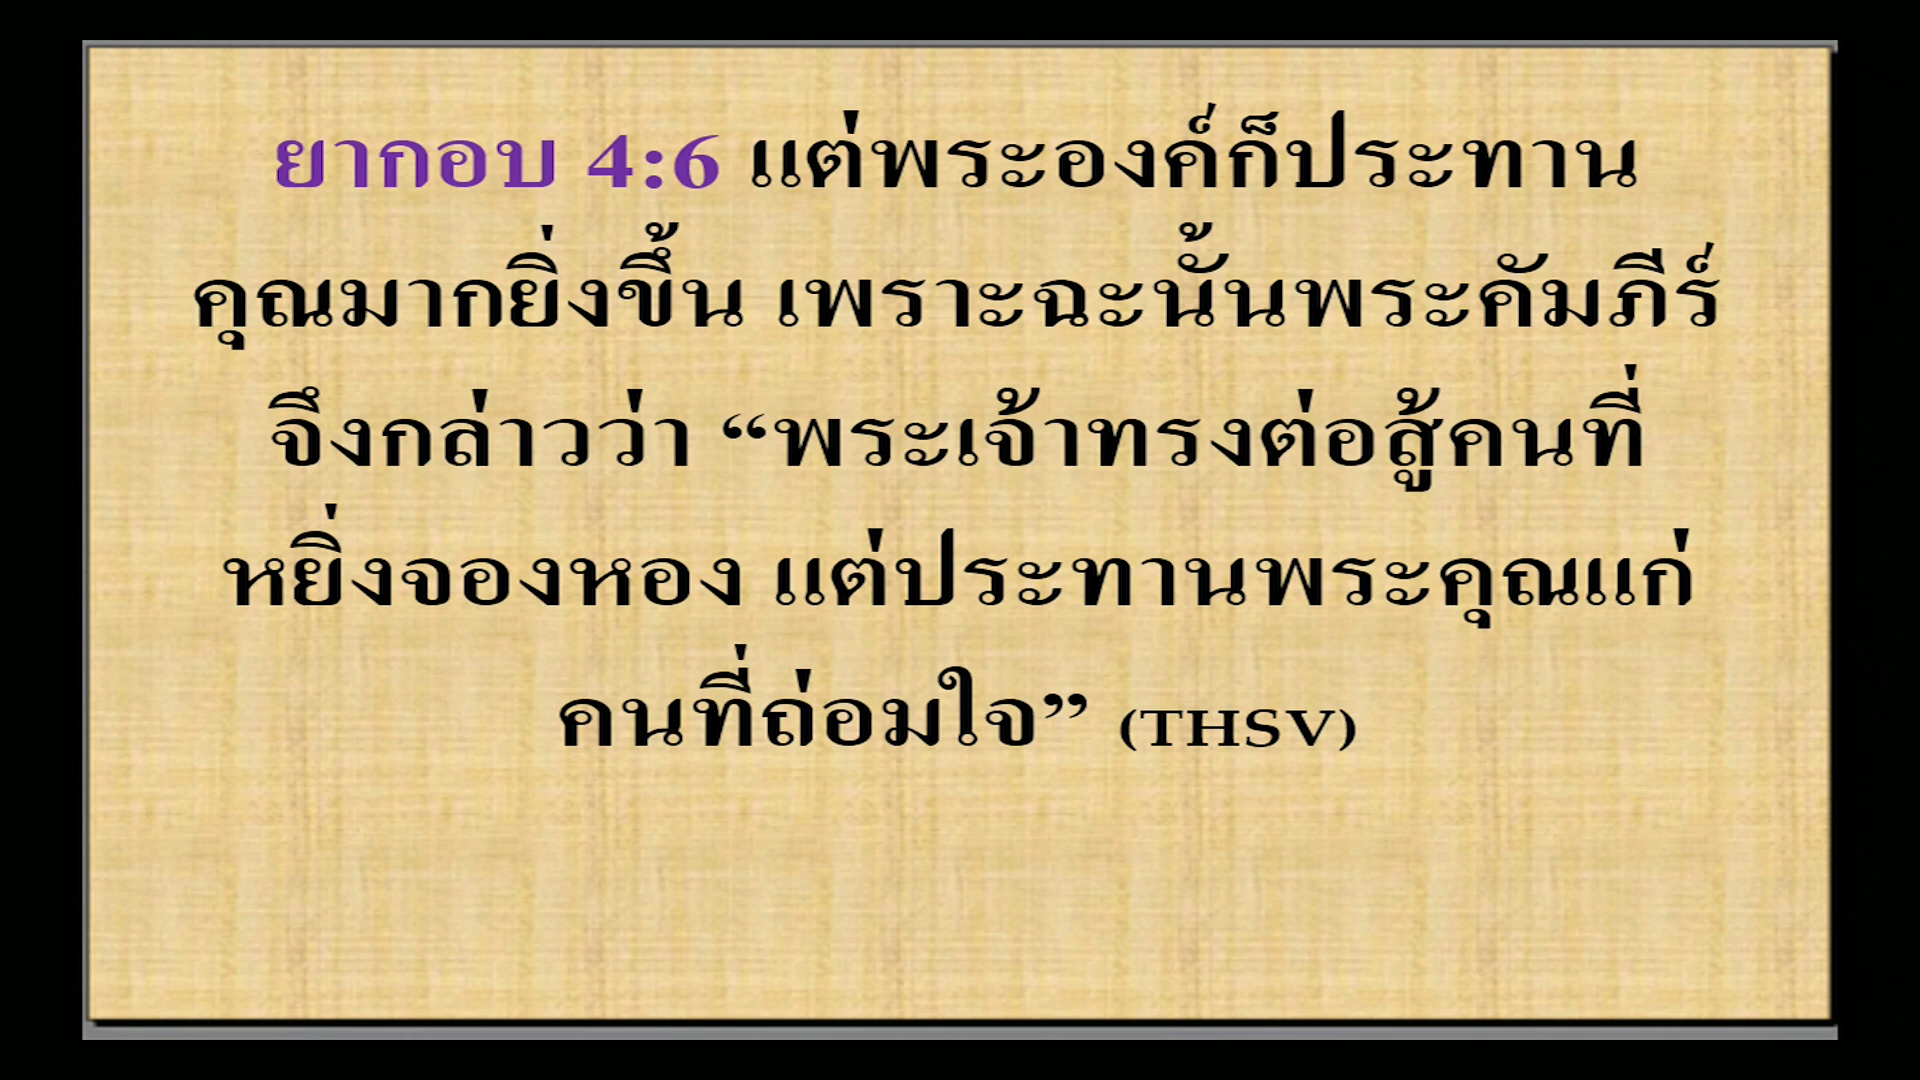 ยากอบ 4:6 แต่พระองค์ก็ประทาน
คุณมากยิ่งขึ้น เพราะฉะนั้นพระคัมภีร์
จึงกล่าวว่า “พระเจ้าทรงต่อสู้คนที่
หยิ่งจองหอง แต่ประทานพระคุณแก่
คนที่ถ่อมใจ” (THSV)